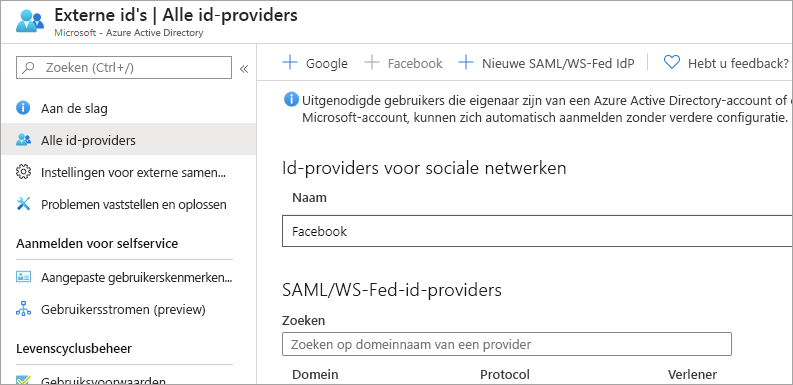 Externe id's | Alle id-providers
Microsoft - Azure Active Directory
Zoeken (Ctrl+/)
Aan de slag
Alle id-providers
Instellingen voor externe samen...
Problemen vaststellen en oplossen
Aanmelden voor selfservice
Aangepaste gebruikerskenmerken...
Gebruikersstromen (preview)
Levenscyclusbeheer
Gebruiksvoorwaarden
Google
Facebook
Nieuwe SAML/WS-Fed IdP
Hebt u feedback?
Uitgenodigde gebruikers die eigenaar zijn van een Azure Active Directory-account of
Microsoft-account, kunnen zich automatisch aanmelden zonder verdere configuratie.
Id-providers voor sociale netwerken
Naam
Facebook
SAML/WS-Fed-id-providers
Zoeken
Zoeken op domeinnaam van een provider
Domein Protocol Verlener